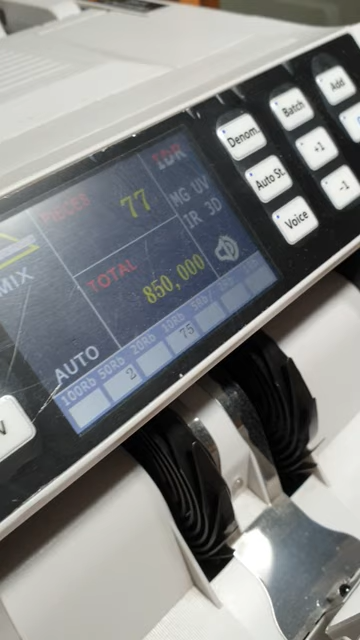 PIECES
77
IDR
MG UV
IR 3D
MIX
TOTAL
850,000
AUTO
100Rb 50Rb 20Rb 10Rb 5Rb
2 75
Denom.
Batch
Add
Auto St.
+1
Voice
-1